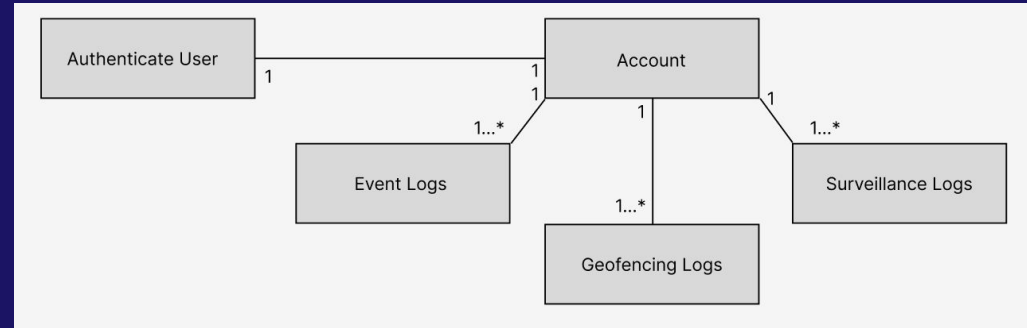 Authenticate User
Account
1
1
1
1
1
1...*
1...*
Event Logs
Surveillance Logs
1...*
Geofencing Logs